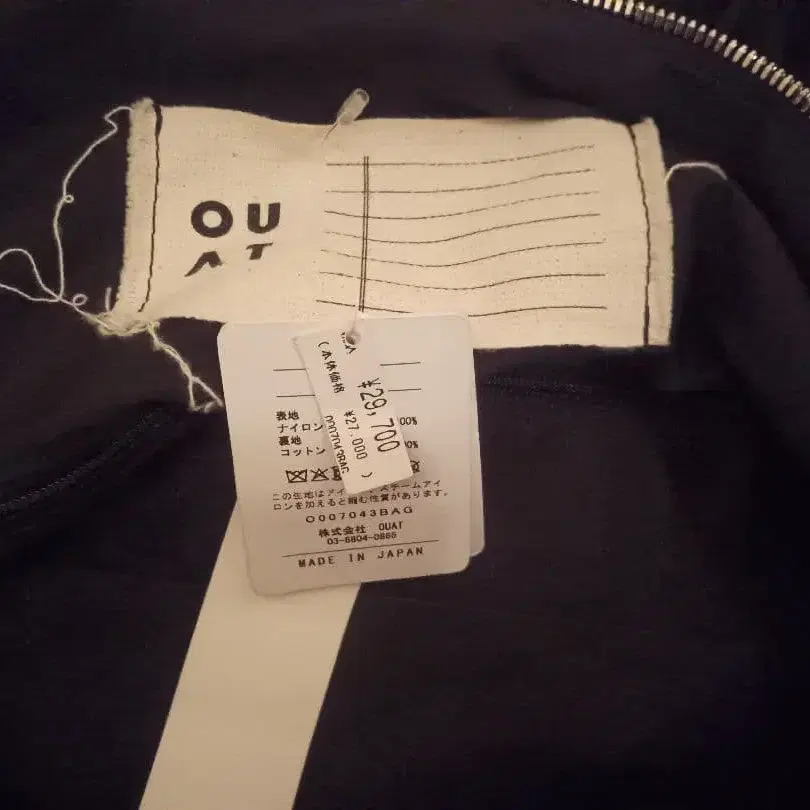 OU
AT
(本体価格
¥29,700
¥27.000 )
0007043BAG
表地
ナイロン 00%
裏地
コットン 00%
この生地はアイ スチームアイ
ロンを加えると縮む性質があります。
O007043BAG
株式会社 OUAT
03-6804-0865
MADE IN JAPAN